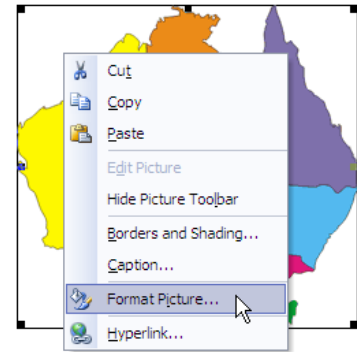 Cut
Copy
Paste
Edit Picture
Hide Picture Toolbar
Borders and Shading...
Caption...
Format Picture...
Hyperlink...